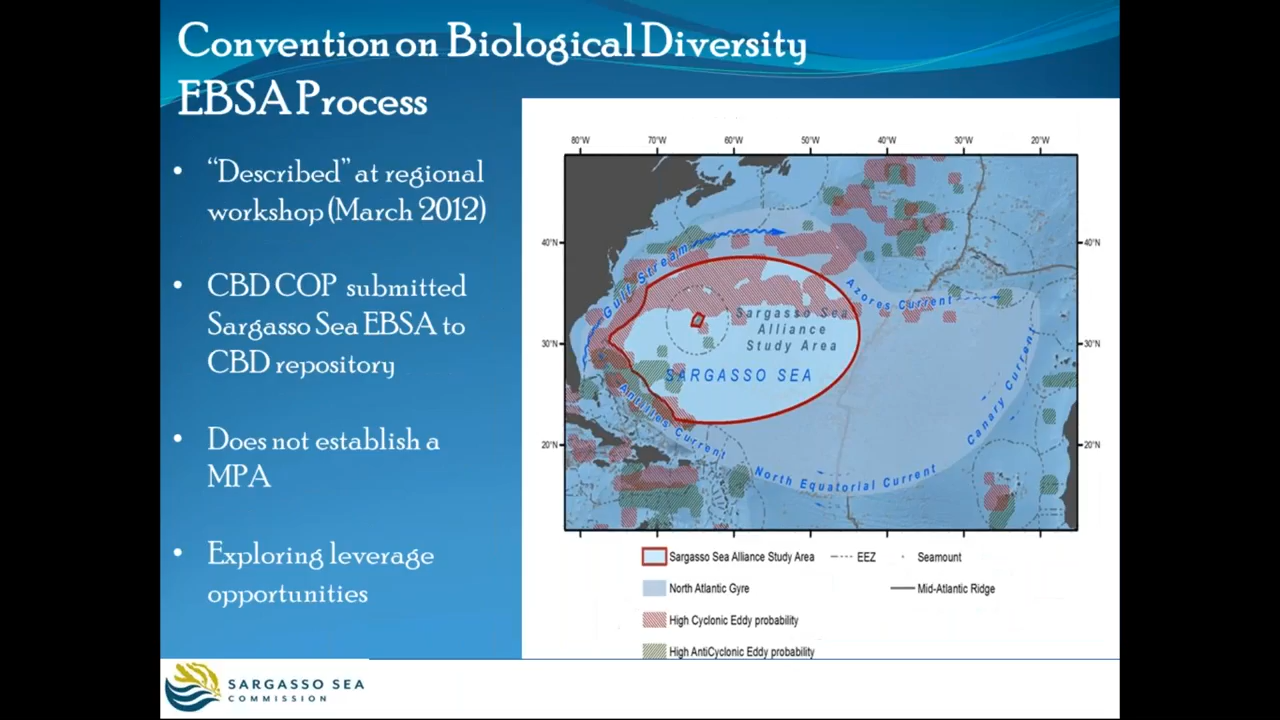 Convention on Biological Diversity
EBSA Process
• “Described” at regional
workshop (March 2012)
• CBD COP submitted
Sargasso Sea EBSA to
CBD repository
• Does not establish a
MPA
• Exploring leverage
opportunities
80°W 70°W 60°W 50°W 40°W 30°W 20°W
40°N 40°N
30°N 30°N
20°N 20°N
Gulf Stream
Azores Current
Sargasso Sea
Alliance
Study Area
SARGASSO SEA
Antilles Current
Canary Current
North Equatorial Current
Sargasso Sea Alliance Study Area EEZ Seamount
North Atlantic Gyre Mid-Atlantic Ridge
High Cyclonic Eddy probability
High AntiCyclonic Eddy probability
SARGASSO SEA
COMMISSION